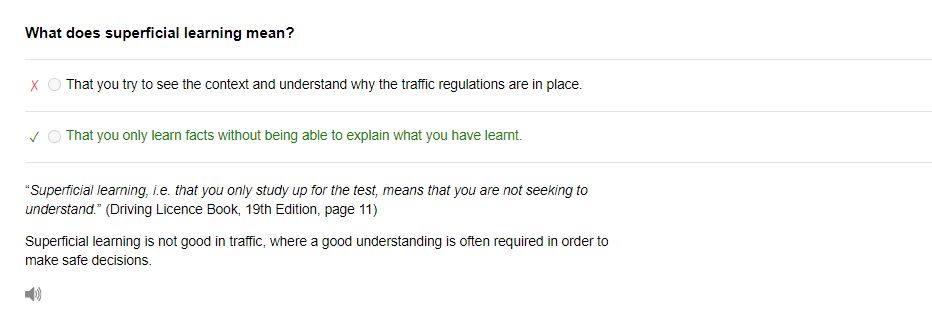 What does superficial learning mean?
X That you try to see the context and understand why the traffic regulations are in place.
✓ That you only learn facts without being able to explain what you have learnt.
"Superficial learning, i.e. that you only study up for the test, means that you are not seeking to
understand." (Driving Licence Book, 19th Edition, page 11)
Superficial learning is not good in traffic, where a good understanding is often required in order to
make safe decisions.